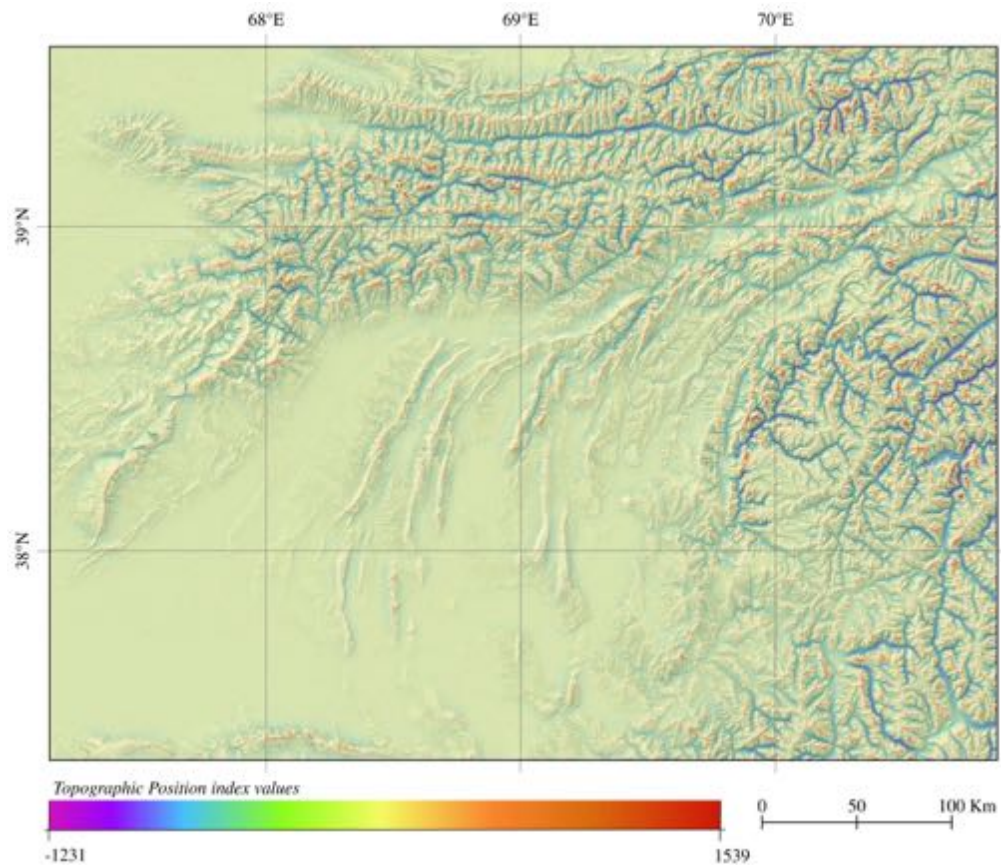 68°E 69°E 70°E
39°N
38°N
Topographic Position index values
-1231 1539
0 50 100 Km